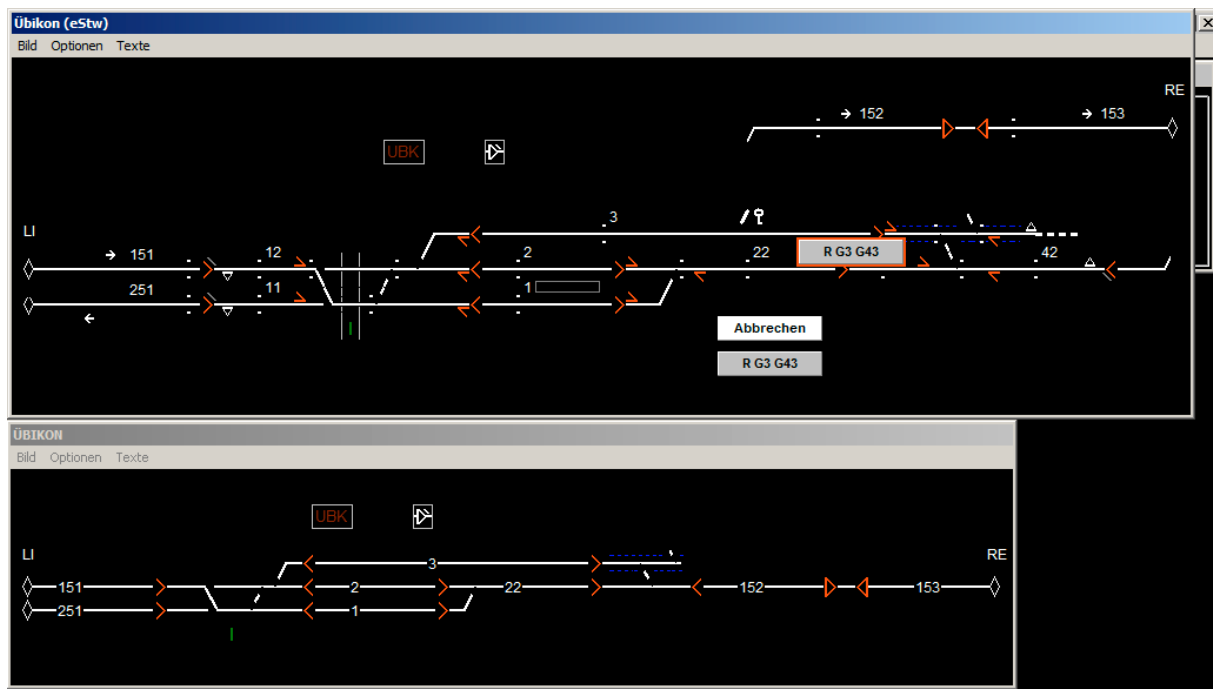 Übikon (eStw)
Bild Optionen Texte
RE
152 153
UBK
3
LI
151 12 2 22 R G3 G43 42
251 11 1
Abbrechen
R G3 G43
ÜBIKON
Bild Optionen Texte
UBK
LI RE
3
151 2 22 152 153
251 1